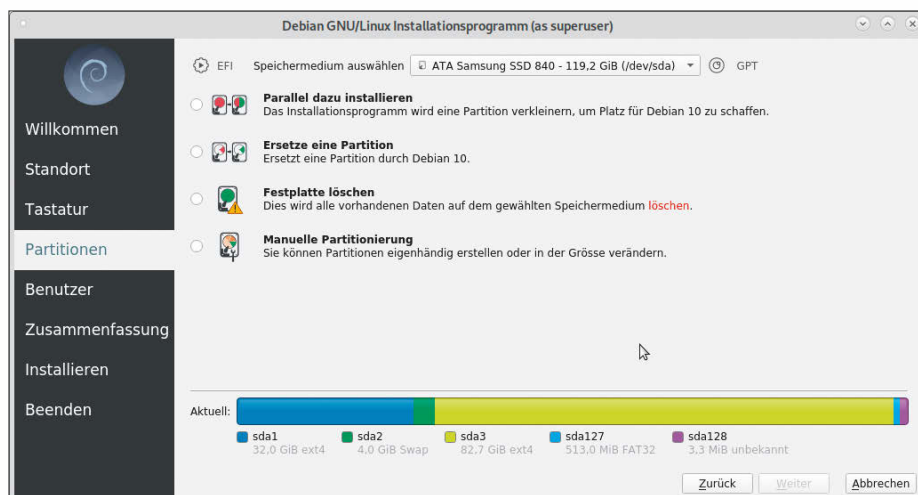 Debian GNU/Linux Installationsprogramm (as superuser)
EFI Speichermedium auswählen ATA Samsung SSD 840 - 119,2 GiB (/dev/sda) GPT
Willkommen
Standort
Tastatur
Partitionen
Benutzer
Zusammenfassung
Installieren
Beenden
Parallel dazu installieren
Das Installationsprogramm wird eine Partition verkleinern, um Platz für Debian 10 zu schaffen.
Ersetze eine Partition
Ersetzt eine Partition durch Debian 10.
Festplatte löschen
Dies wird alle vorhandenen Daten auf dem gewählten Speichermedium löschen.
Manuelle Partitionierung
Sie können Partitionen eigenhändig erstellen oder in der Grösse verändern.
Aktuell:
sda1 sda2 sda3 sda127 sda128
32,0 GiB ext4 4,0 GiB Swap 82,7 GiB ext4 513,0 MiB FAT32 3,3 MiB unbekannt
Zurück Weiter Abbrechen